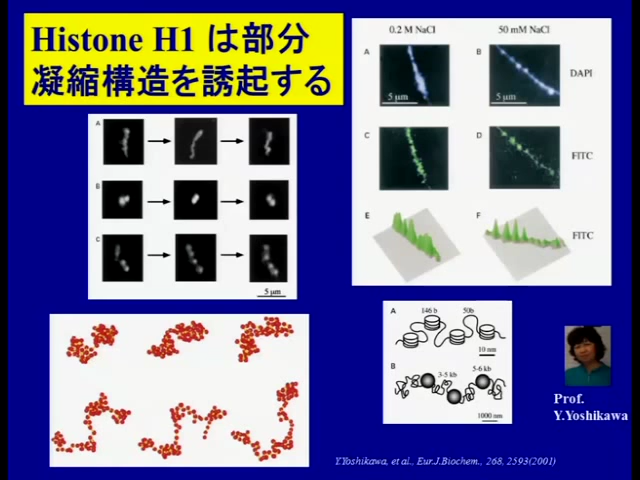 Histone H1 は部分
凝縮構造を誘起する
A
B
C
5 μm
0.2 M NaCl
50 mM NaCl
A
B
DAPI
5 μm
5 μm
C
D
FITC
E
F
FITC
A
146 b
50b
10 nm
B
3-5 kb
5-6 kb
1000 nm
Prof.
Y.Yoshikawa
Y.Yoshikawa, et al., Eur.J.Biochem., 268, 2593(2001)